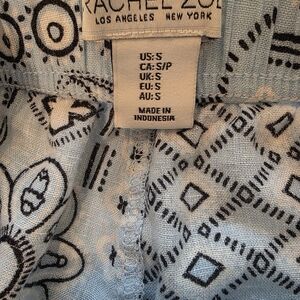 RACHEL ZOE
LOS ANGELES NEW YORK
US: S
CA: S/P
UK: S
EU: S
AU: S
MADE IN
INDONESIA